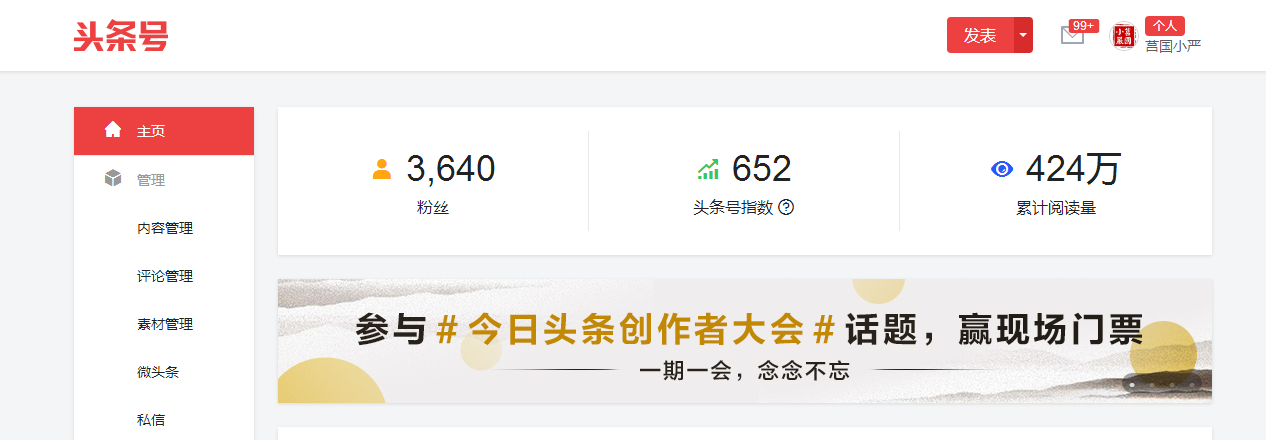 头条号
发表
99+
个人
莒国小严
主页
管理
内容管理
评论管理
素材管理
微头条
私信
3,640
粉丝
652
头条号指数 ?
424万
累计阅读量
参与#今日头条创作者大会#话题，赢现场门票
一期一会，念念不忘